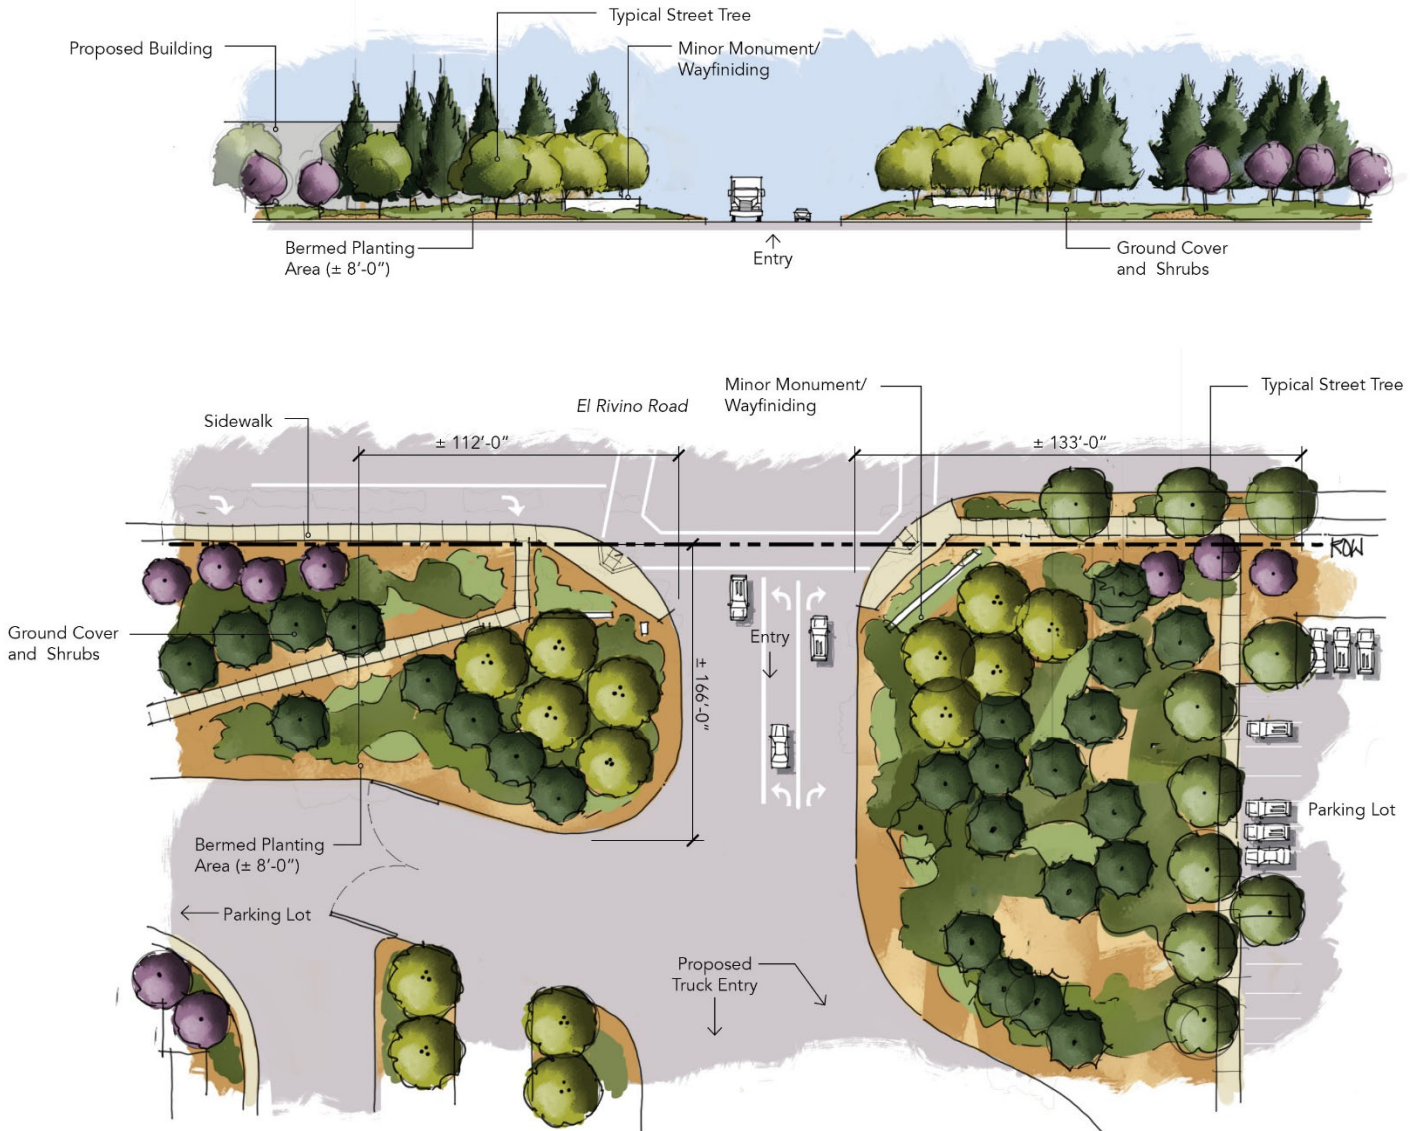 Typical Street Tree
Proposed Building
Minor Monument/
Wayfiniding
Bermed Planting
Area (± 8'-0")
Entry
Ground Cover
and Shrubs
Minor Monument/
Wayfiniding
Typical Street Tree
El Rivino Road
Sidewalk
± 112'-0"
± 133'-0"
ROW
Ground Cover
and Shrubs
Entry
± 166'-0"
Parking Lot
Bermed Planting
Area (± 8'-0")
Parking Lot
Proposed
Truck Entry